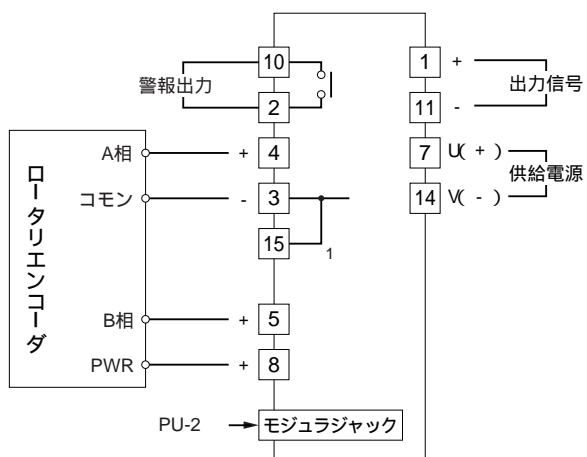 10 1 +
警報出力 出力信号
2 11 -
A相 + 4 7 U( + )
供給電源
コモン - 3 14 V( - )
15 1
ロータリエンコーダ
B相 + 5
PWR + 8
PU-2 モジュラジャック